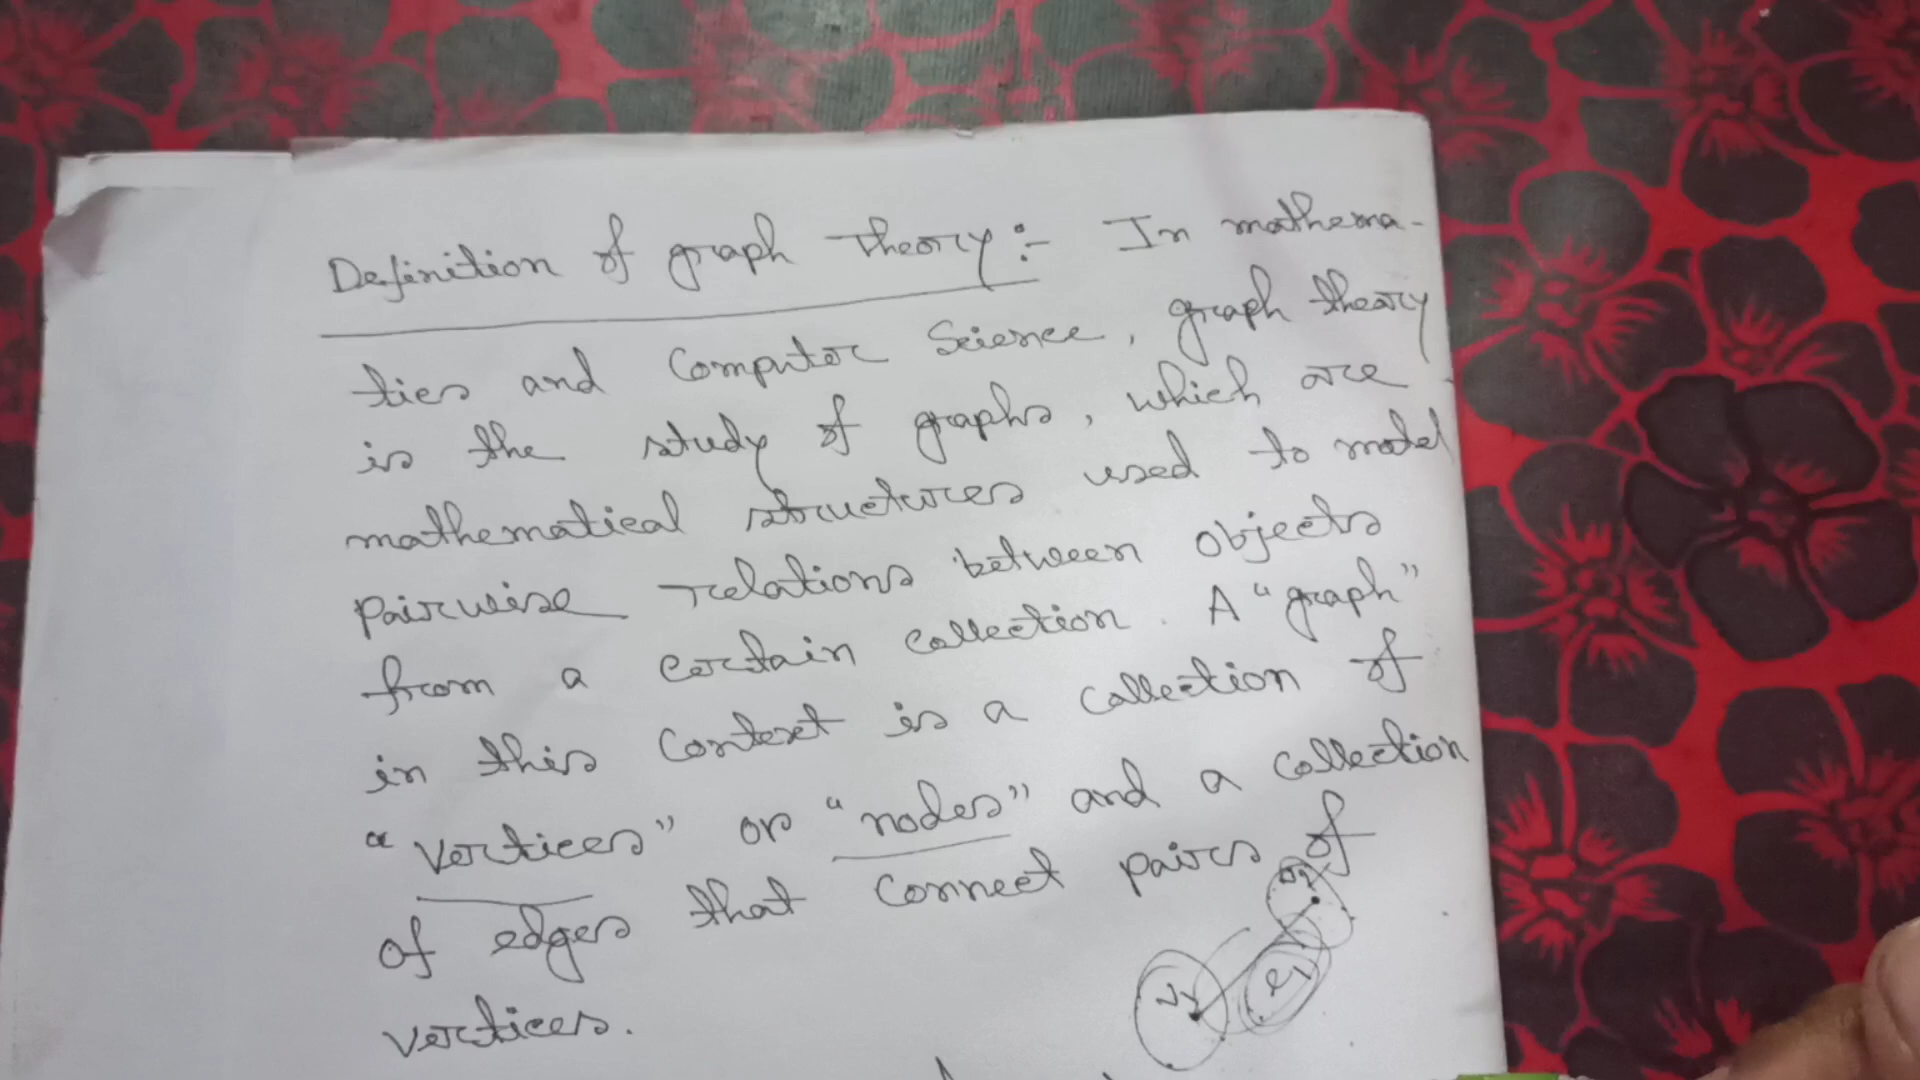 Definition of graph Theory :- In mathema-
tics and Computer Science, graph theory
is the study of graphs, which are
mathematical structures used to model
pairwise relations between objects
from a certain collection. A "graph"
in this context is a collection of
"vertices" or "nodes" and a collection
of edges that connect pairs of
vertices.
e1